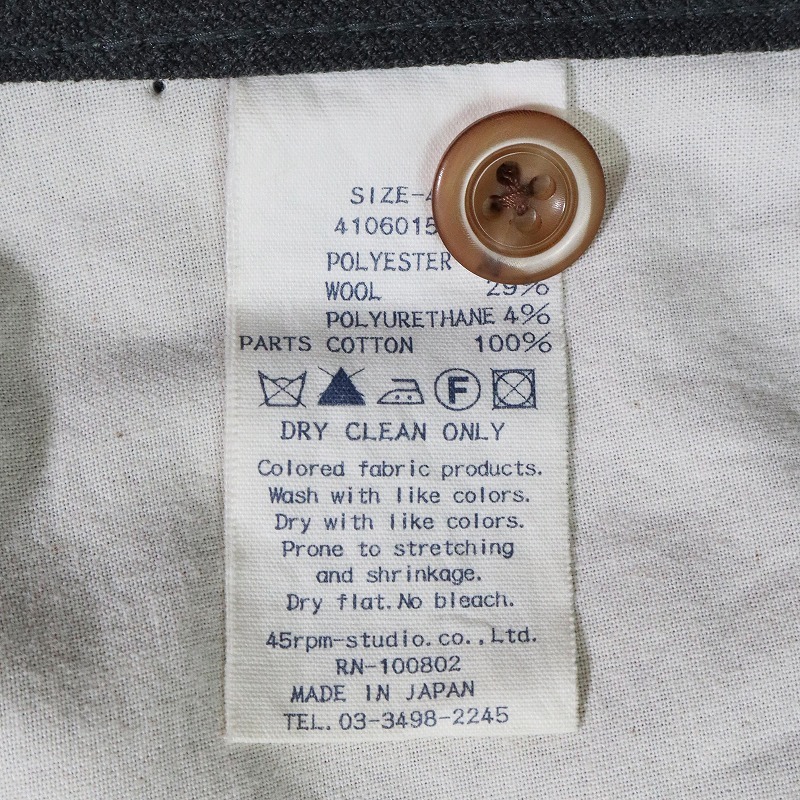 SIZE-4
4106015
POLYESTER
WOOL 29%
POLYURETHANE 4%
PARTS COTTON 100%
F
DRY CLEAN ONLY
Colored fabric products.
Wash with like colors.
Dry with like colors.
Prone to stretching
and shrinkage.
Dry flat.No bleach.
45rpm-studio.co.,Ltd.
RN-100802
MADE IN JAPAN
TEL.03-3498-2245